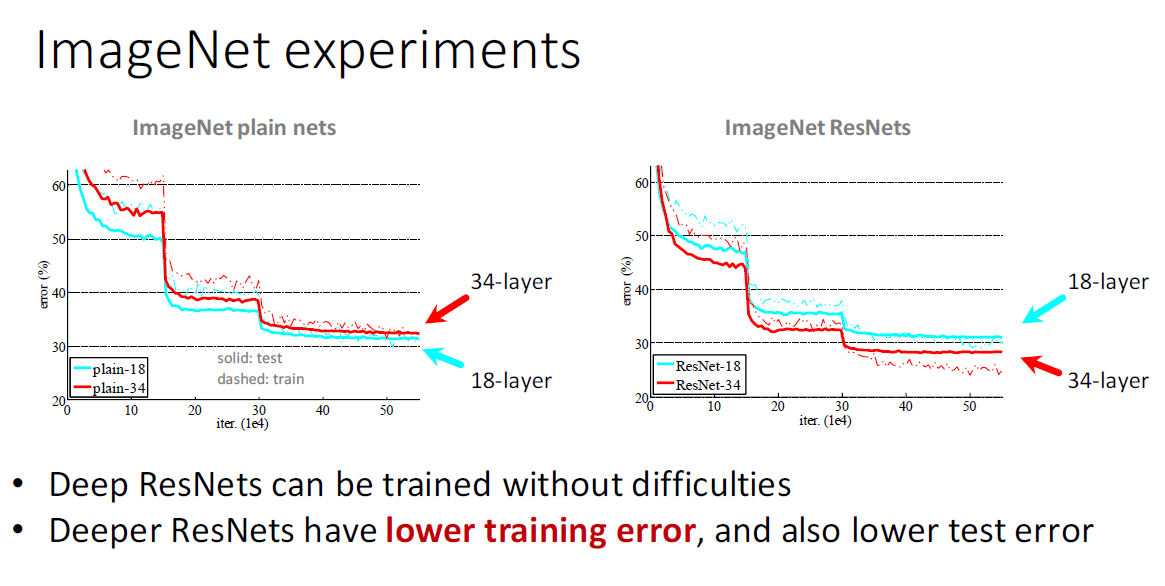 ImageNet experiments
ImageNet plain nets
60
50
40
30
20
error (%)
0
10
20
30
40
50
iter. (1e4)
plain-18
plain-34
solid: test
dashed: train
34-layer
18-layer
ImageNet ResNets
60
50
40
30
20
error (%)
0
10
20
30
40
50
iter. (1e4)
ResNet-18
ResNet-34
18-layer
34-layer
• Deep ResNets can be trained without difficulties
• Deeper ResNets have lower training error, and also lower test error